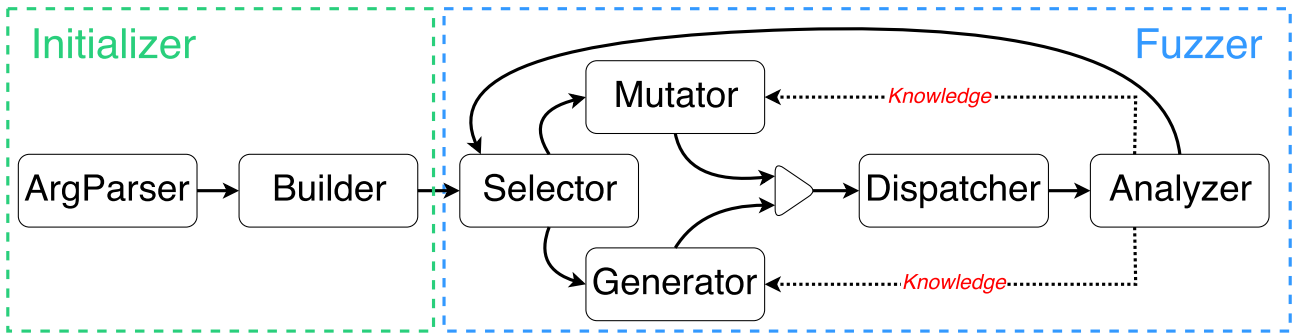 Initializer
Fuzzer
Mutator
Knowledge
ArgParser
Builder
Selector
Dispatcher
Analyzer
Generator
Knowledge